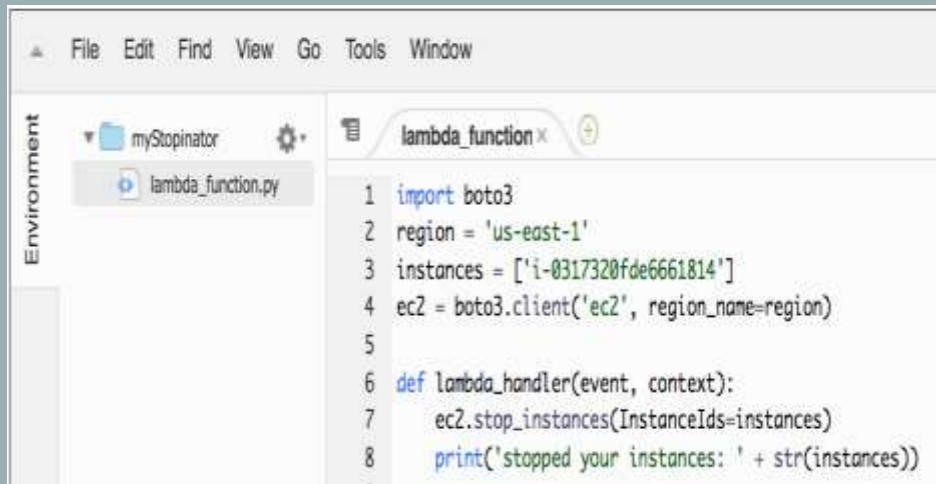 File Edit Find View Go Tools Window
Environment
myStopinator
lambda_function.py
lambda_function ×
1 import boto3
2 region = 'us-east-1'
3 instances = ['i-0317320fde6661814']
4 ec2 = boto3.client('ec2', region_name=region)
5
6 def lambda_handler(event, context):
7 ec2.stop_instances(InstanceIds=instances)
8 print('stopped your instances: ' + str(instances))